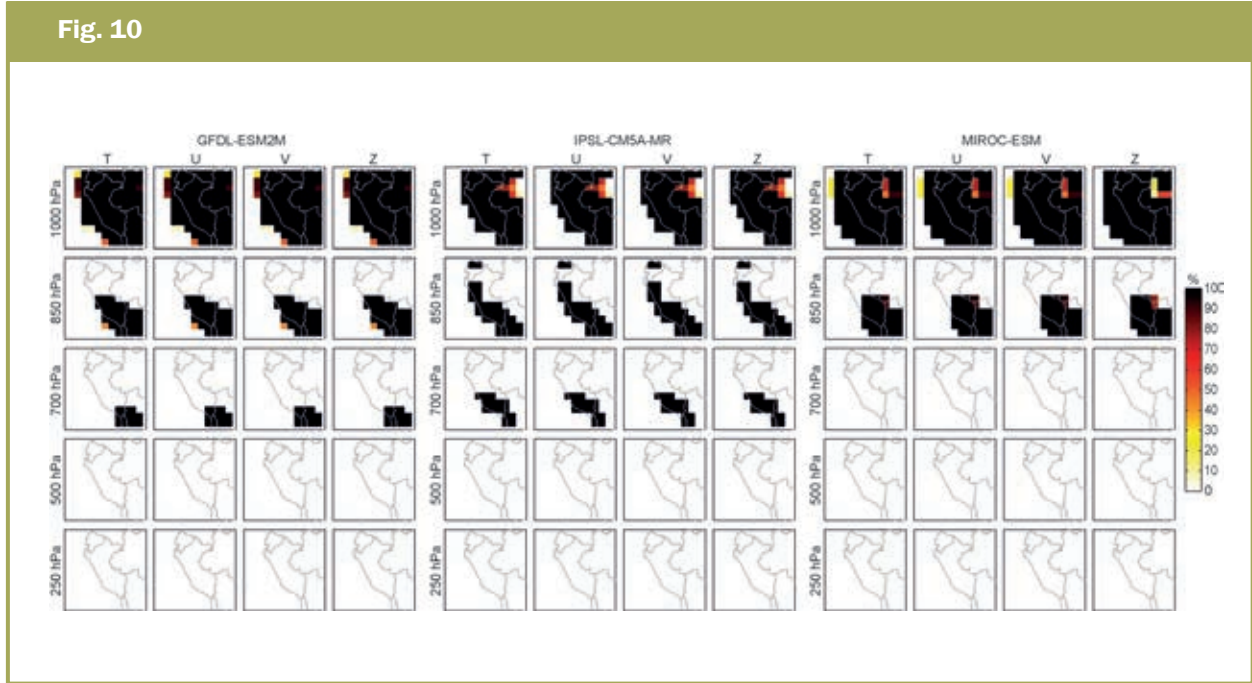 Fig. 10
GFDL-ESM2M IPSL-CM5A-MR MIROC-ESM
T U V Z T U V Z T U V Z
1000 hPa 1000 hPa 1000 hPa
850 hPa 850 hPa 850 hPa
700 hPa 700 hPa 700 hPa
500 hPa 500 hPa 500 hPa
250 hPa 250 hPa 250 hPa
%
100
90
80
70
60
50
40
30
20
10
0